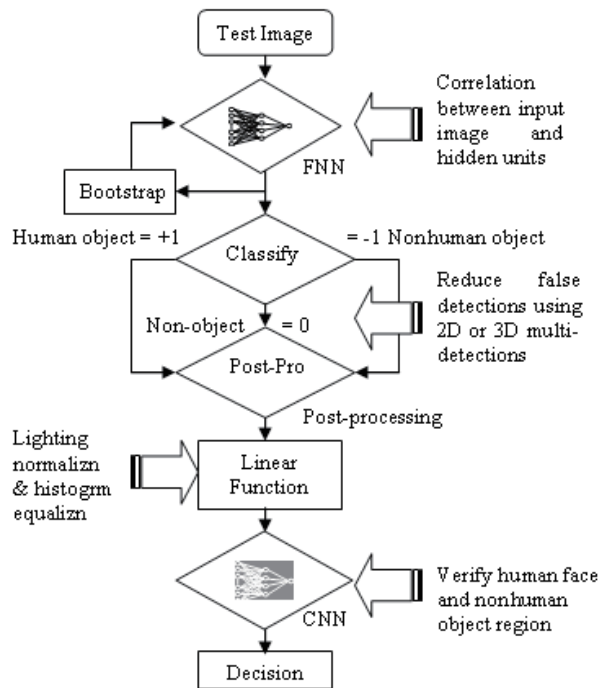 Test Image
Correlation
between input
image and
hidden units
FNN
Bootstrap
Human object = +1
= -1 Nonhuman object
Classify
Reduce false
detections using
2D or 3D multi-
detections
Non-object = 0
Post-Pro
Post-processing
Lighting
normalizn
& histogrm
equalizn
Linear
Function
Verify human face
and nonhuman
object region
CNN
Decision